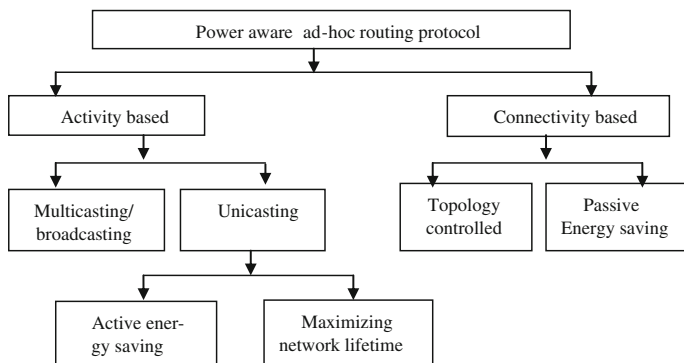 Power aware ad-hoc routing protocol
Activity based
Connectivity based
Multicasting/
broadcasting
Unicasting
Topology
controlled
Passive
Energy saving
Active ener-
gy saving
Maximizing
network lifetime